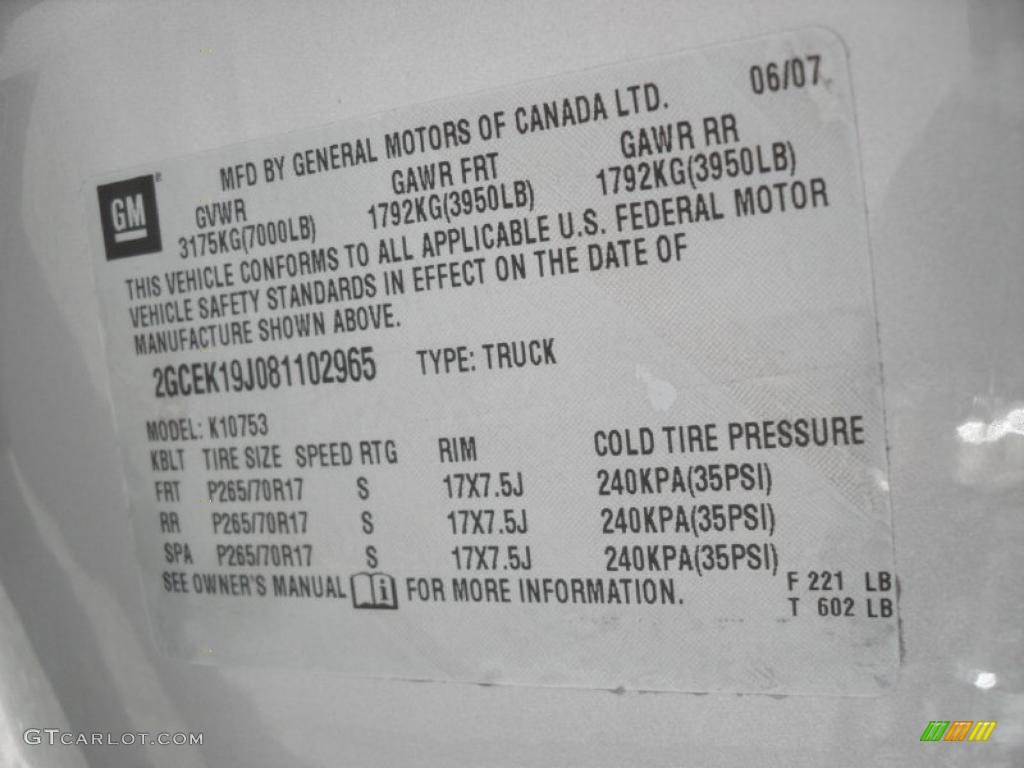 06/07
MFD BY GENERAL MOTORS OF CANADA LTD.
GM®
GVWR GAWR FRT GAWR RR
3175KG(7000LB) 1792KG(3950LB) 1792KG(3950LB)
THIS VEHICLE CONFORMS TO ALL APPLICABLE U.S. FEDERAL MOTOR
VEHICLE SAFETY STANDARDS IN EFFECT ON THE DATE OF
MANUFACTURE SHOWN ABOVE.
2GCEK19J081102965 TYPE: TRUCK
MODEL: K10753
KBLT TIRE SIZE SPEED RTG RIM COLD TIRE PRESSURE
FRT P265/70R17 S 17X7.5J 240KPA(35PSI)
RR P265/70R17 S 17X7.5J 240KPA(35PSI)
SPA P265/70R17 S 17X7.5J 240KPA(35PSI)
SEE OWNER'S MANUAL i FOR MORE INFORMATION.
F 221 LB
T 602 LB
GTCARLOT.COM